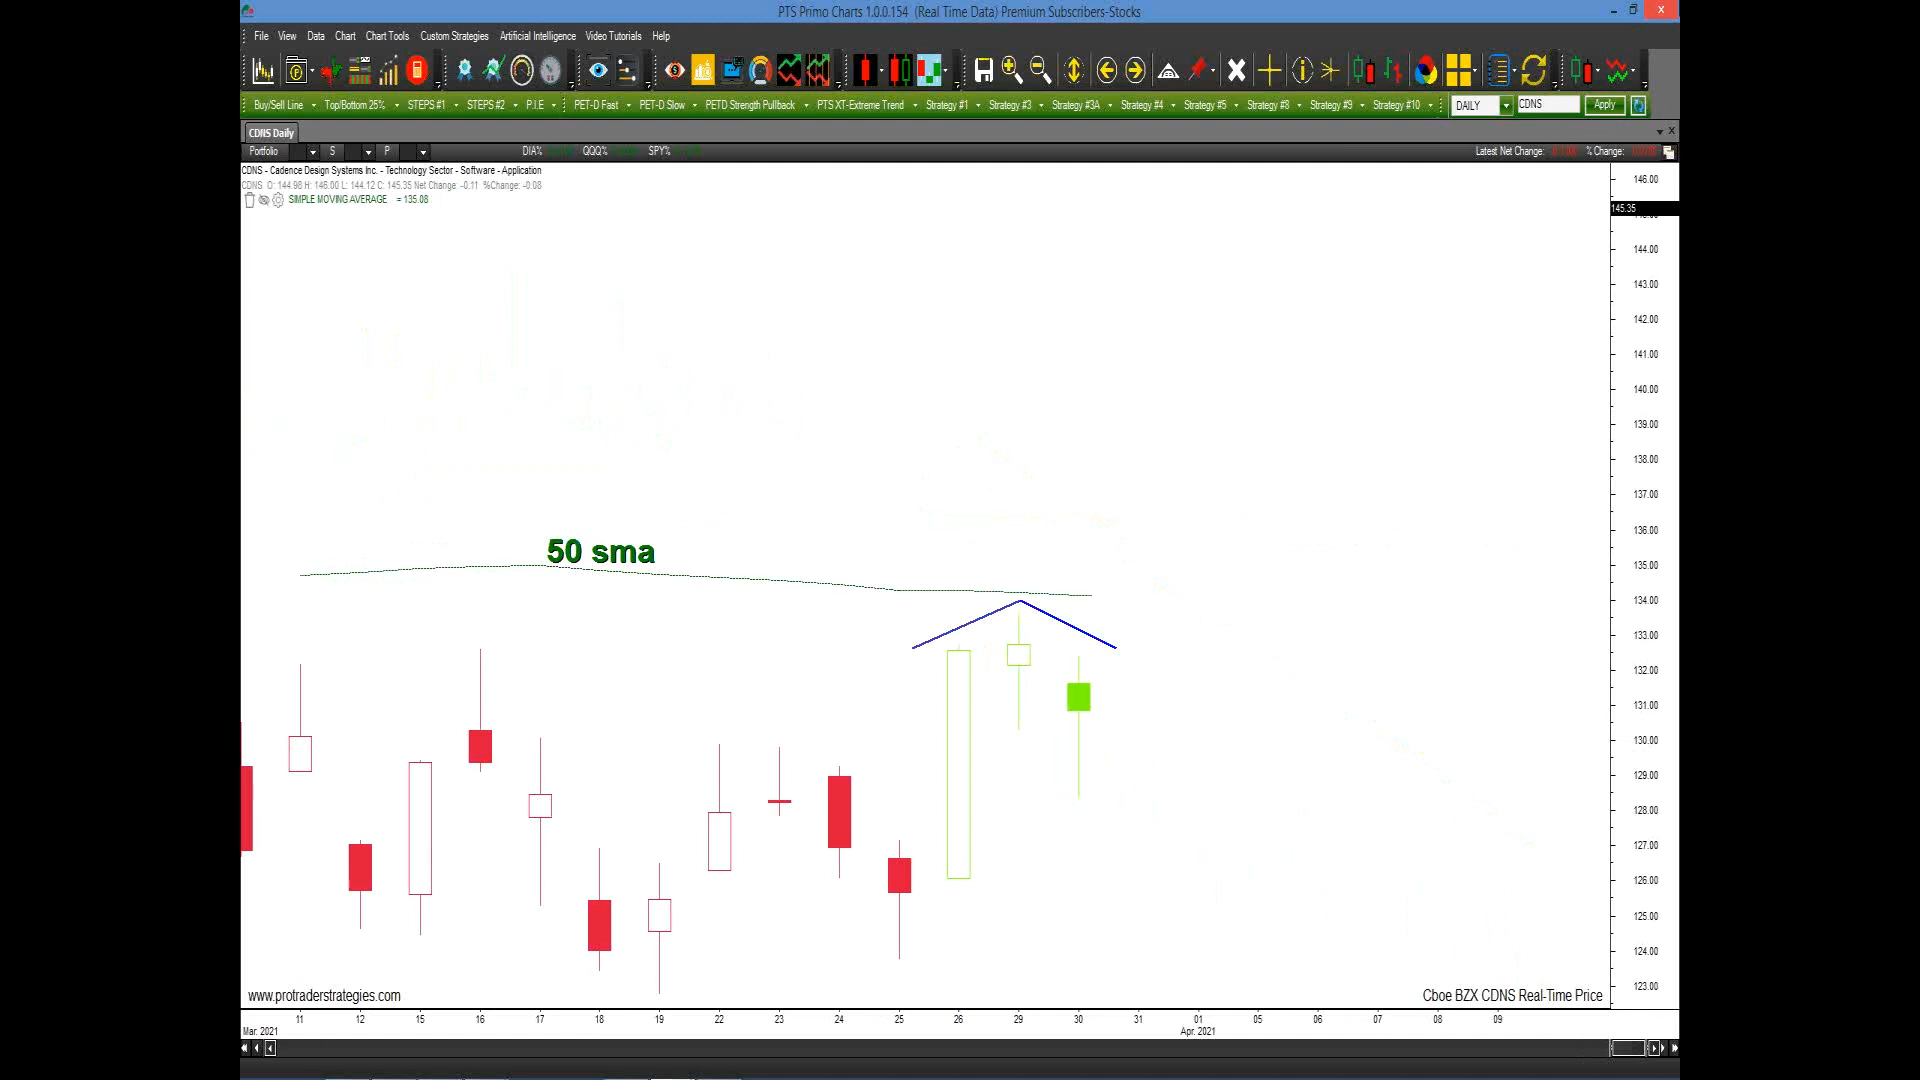 PTS Primo Charts 1.0.0.154 (Real Time Data) Premium Subscribers-Stocks
File View Data Chart Chart Tools Custom Strategies Artificial Intelligence Video Tutorials Help
Buy/Sell Line Top/Bottom 25% STEPS #1 STEPS #2 P.I.E PET-D Fast PET-D Slow PETD Strength Pullback PTS XT-Extreme Trend Strategy #1 Strategy #3 Strategy #3A Strategy #4 Strategy #5 Strategy #8 Strategy #9 Strategy #10 DAILY CDNS Apply
CDNS Daily
Portfolio S P DIA% QQQ% SPY% Latest Net Change: % Change:
CDNS - Cadence Design Systems Inc. - Technology Sector - Software - Application
CDNS O: 144.98 H: 146.00 L: 144.12 C: 145.35 Net Change: -0.11 %Change: -0.08
SIMPLE MOVING AVERAGE = 135.08
146.00
145.35
144.00
143.00
142.00
141.00
140.00
139.00
138.00
137.00
136.00
135.00
134.00
133.00
132.00
131.00
130.00
129.00
128.00
127.00
126.00
125.00
124.00
123.00
50 sma
www.protraderstrategies.com
Cboe BZX CDNS Real-Time Price
11 12 15 16 17 18 19 22 23 24 25 26 29 30 31 01 05 06 07 08 09
Mar. 2021 Apr. 2021